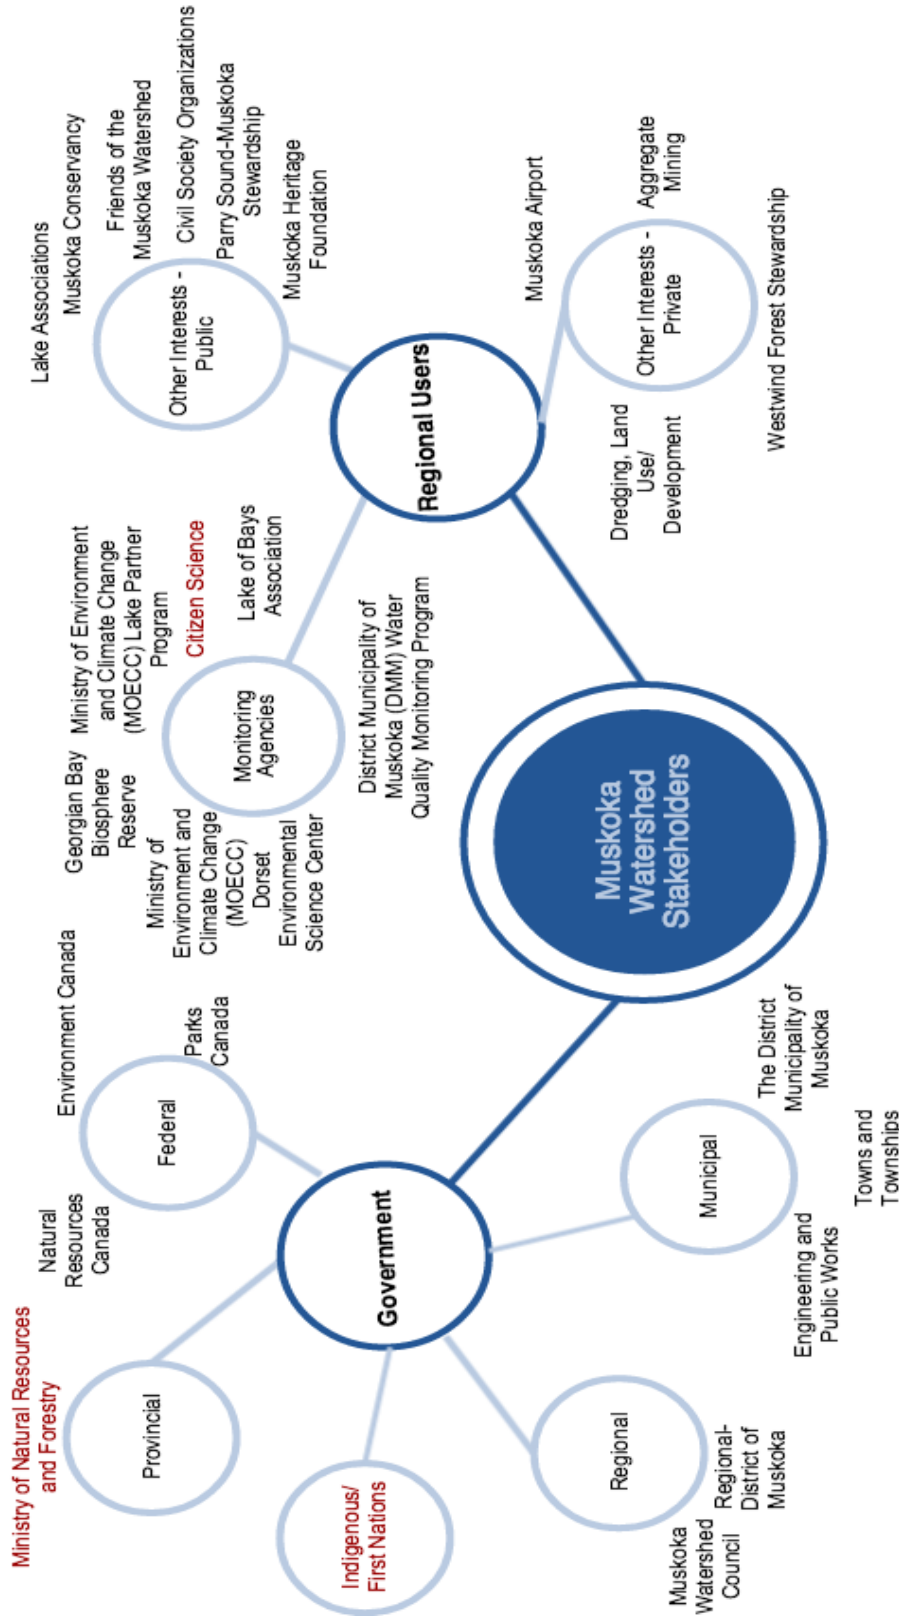 Ministry of Natural Resources
and Forestry
Provincial
Indigenous/
First Nations
Natural
Resources
Canada
Environment Canada
Parks
Canada
Federal
Government
Regional
Muskoka
Watershed
Council
Regional-
District of
Muskoka
Municipal
Engineering and
Public Works
Towns and
Townships
The District
Municipality of
Muskoka
Muskoka
Watershed
Stakeholders
Georgian Bay
Biosphere
Reserve
Ministry of Environment
and Climate Change
(MOECC) Lake Partner
Program
Citizen Science
Lake of Bays
Association
Monitoring
Agencies
Ministry of
Environment and
Climate Change
(MOECC)
Dorset
Environmental
Science Center
District Municipality of
Muskoka (DMM) Water
Quality Monitoring Program
Regional Users
Lake Associations
Muskoka Conservancy
Friends of the
Muskoka Watershed
Civil Society Organizations
Parry Sound-Muskoka
Stewardship
Muskoka Heritage
Foundation
Other Interests -
Public
Muskoka Airport
Aggregate
Mining
Other Interests -
Private
Dredging, Land
Use/
Development
Westwind Forest Stewardship